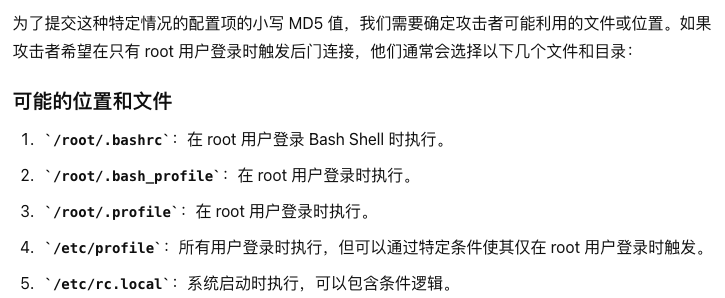 为了提交这种特定情况的配置项的小写 MD5 值，我们需要确定攻击者可能利用的文件或位置。如果
攻击者希望在只有 root 用户登录时触发后门连接，他们通常会选择以下几个文件和目录：
可能的位置和文件
1. `/root/.bashrc`：在 root 用户登录 Bash Shell 时执行。
2. `/root/.bash_profile`：在 root 用户登录时执行。
3. `/root/.profile`：在 root 用户登录时执行。
4. `/etc/profile`：所有用户登录时执行，但可以通过特定条件使其仅在 root 用户登录时触发。
5. `/etc/rc.local`：系统启动时执行，可以包含条件逻辑。